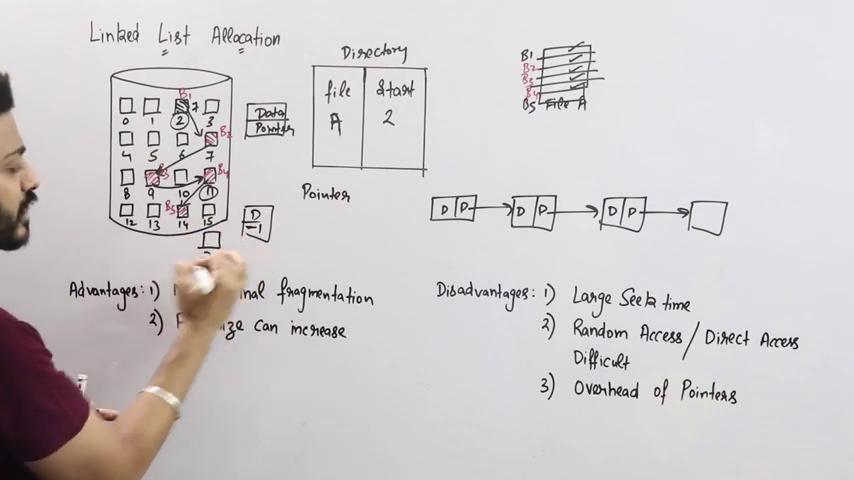 Linked List Allocation
Directory
file Start
A 2
B1
B2
B3
B4
B5 File A
B1
7
0 1 2 3
B2
4 5 6 7
B3 B4
8 9 10 11
B5
12 13 14 15
Data
Pointer
D
-1
Pointer
D P D P D P
Advantages: 1) nal fragmentation
2) can increase
Disadvantages: 1) Large Seek time
2) Random Access / Direct Access
Difficult
3) Overhead of Pointers